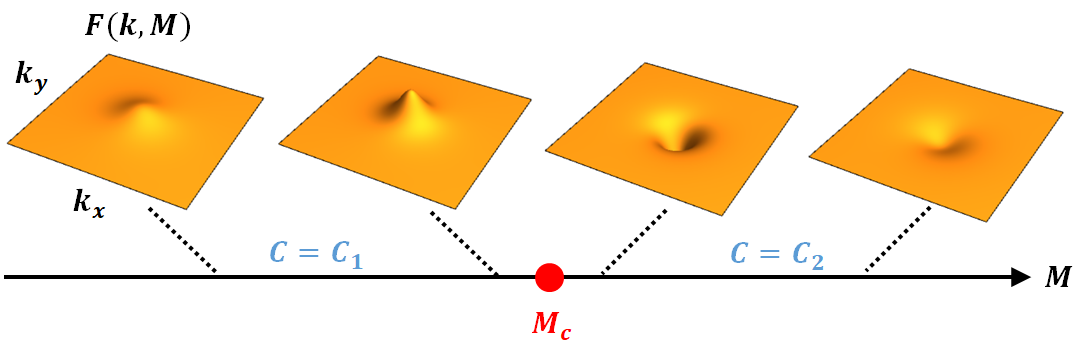 F(k, M)
k_y
k_x
C = C_1
C = C_2
M
M_c